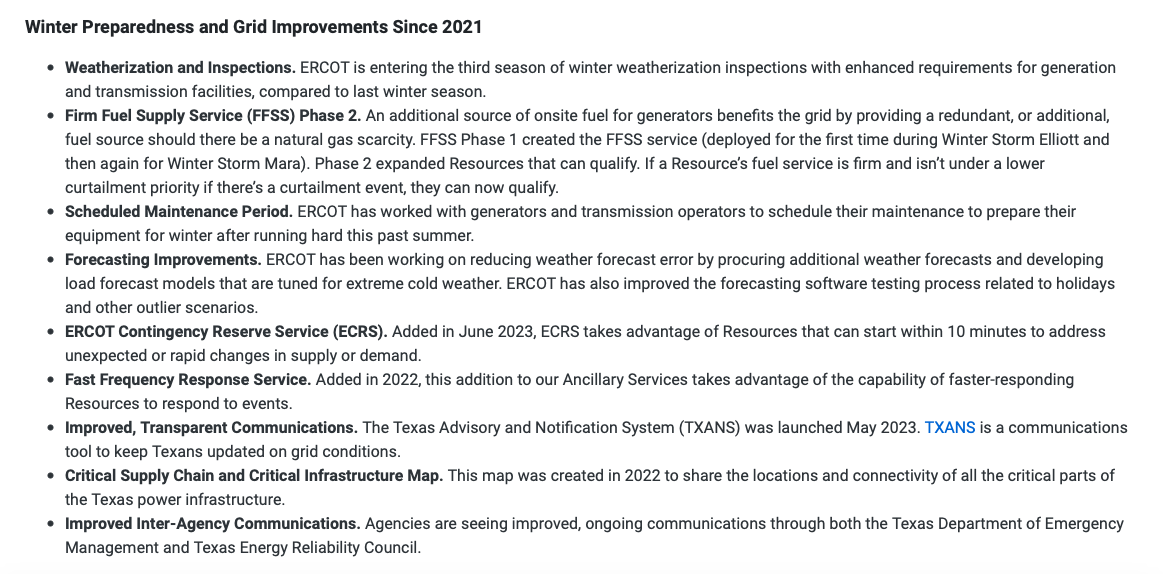 Winter Preparedness and Grid Improvements Since 2021
• Weatherization and Inspections. ERCOT is entering the third season of winter weatherization inspections with enhanced requirements for generation
and transmission facilities, compared to last winter season.
• Firm Fuel Supply Service (FFSS) Phase 2. An additional source of onsite fuel for generators benefits the grid by providing a redundant, or additional,
fuel source should there be a natural gas scarcity. FFSS Phase 1 created the FFSS service (deployed for the first time during Winter Storm Elliott and
then again for Winter Storm Mara). Phase 2 expanded Resources that can qualify. If a Resource’s fuel service is firm and isn’t under a lower
curtailment priority if there’s a curtailment event, they can now qualify.
• Scheduled Maintenance Period. ERCOT has worked with generators and transmission operators to schedule their maintenance to prepare their
equipment for winter after running hard this past summer.
• Forecasting Improvements. ERCOT has been working on reducing weather forecast error by procuring additional weather forecasts and developing
load forecast models that are tuned for extreme cold weather. ERCOT has also improved the forecasting software testing process related to holidays
and other outlier scenarios.
• ERCOT Contingency Reserve Service (ECRS). Added in June 2023, ECRS takes advantage of Resources that can start within 10 minutes to address
unexpected or rapid changes in supply or demand.
• Fast Frequency Response Service. Added in 2022, this addition to our Ancillary Services takes advantage of the capability of faster-responding
Resources to respond to events.
• Improved, Transparent Communications. The Texas Advisory and Notification System (TXANS) was launched May 2023. TXANS is a communications
tool to keep Texans updated on grid conditions.
• Critical Supply Chain and Critical Infrastructure Map. This map was created in 2022 to share the locations and connectivity of all the critical parts of
the Texas power infrastructure.
• Improved Inter-Agency Communications. Agencies are seeing improved, ongoing communications through both the Texas Department of Emergency
Management and Texas Energy Reliability Council.